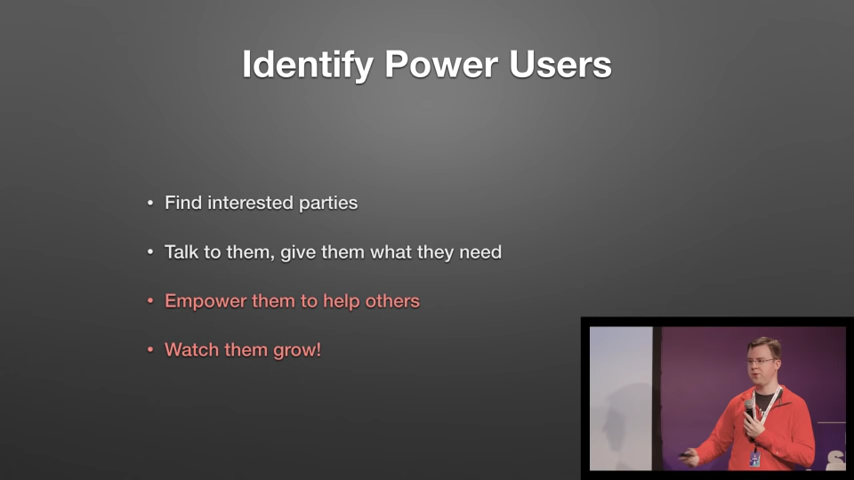 Identify Power Users
• Find interested parties
• Talk to them, give them what they need
• Empower them to help others
• Watch them grow!